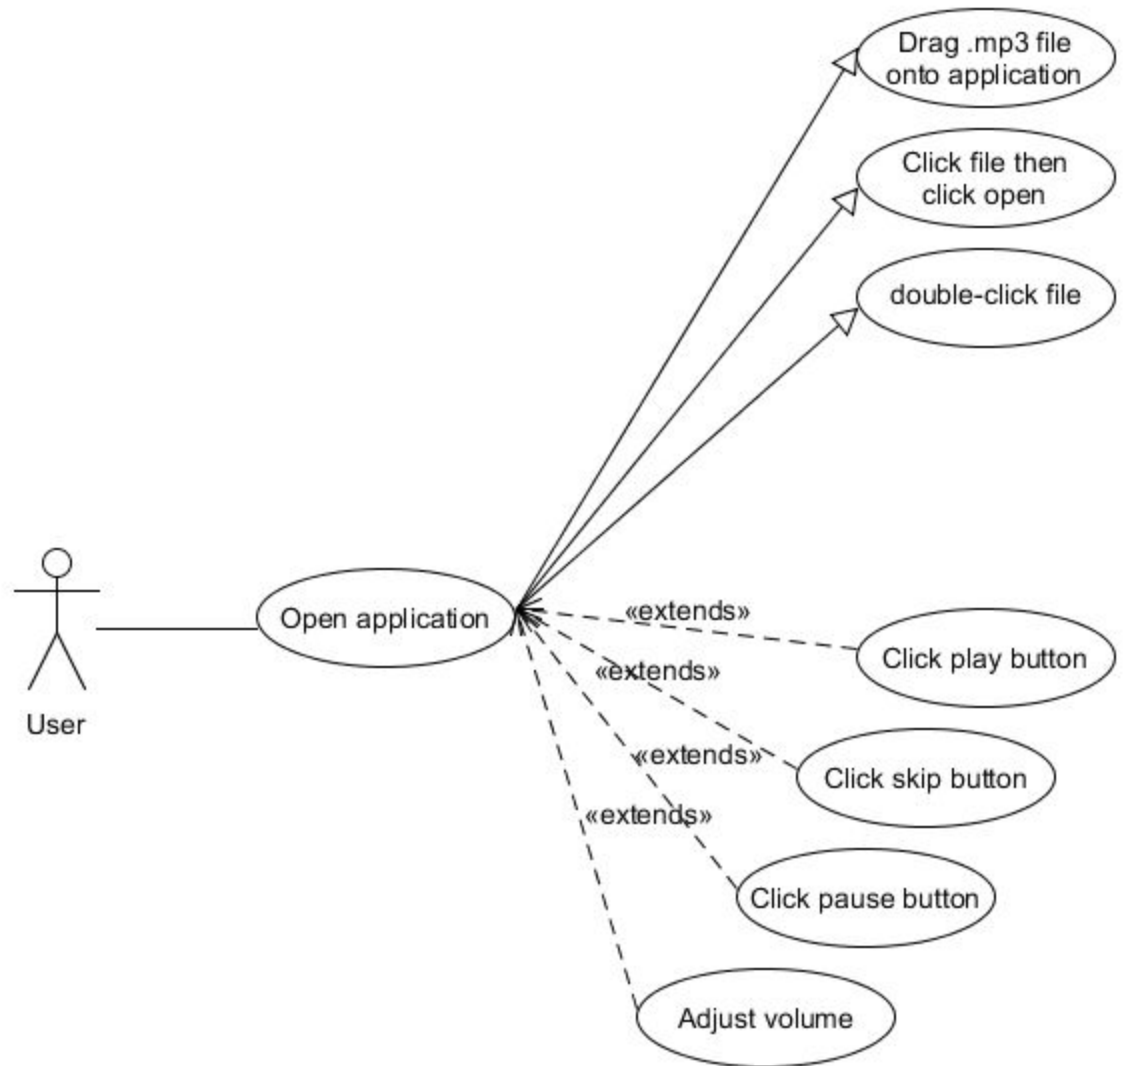 Drag .mp3 file
onto application
Click file then
click open
double-click file
Open application
«extends»
Click play button
«extends»
User
«extends»
Click skip button
«extends»
Click pause button
Adjust volume